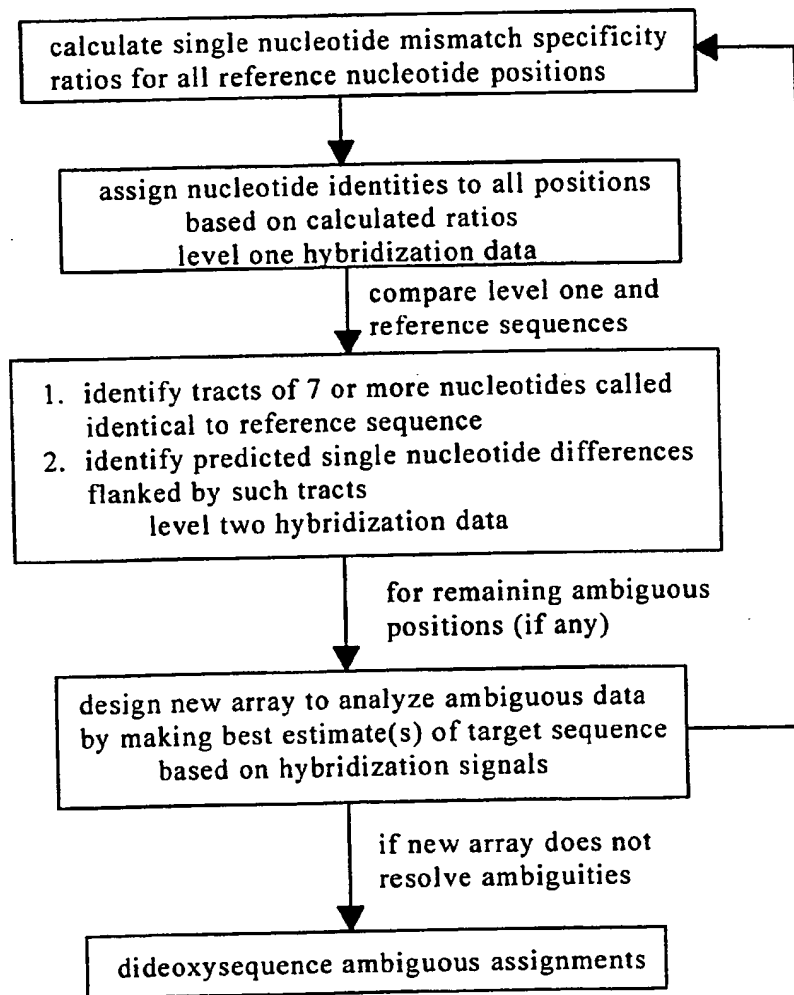 calculate single nucleotide mismatch specificity
ratios for all reference nucleotide positions
assign nucleotide identities to all positions
based on calculated ratios
level one hybridization data
compare level one and
reference sequences
1. identify tracts of 7 or more nucleotides called
identical to reference sequence
2. identify predicted single nucleotide differences
flanked by such tracts
level two hybridization data
for remaining ambiguous
positions (if any)
design new array to analyze ambiguous data
by making best estimate(s) of target sequence
based on hybridization signals
if new array does not
resolve ambiguities
dideoxysequence ambiguous assignments